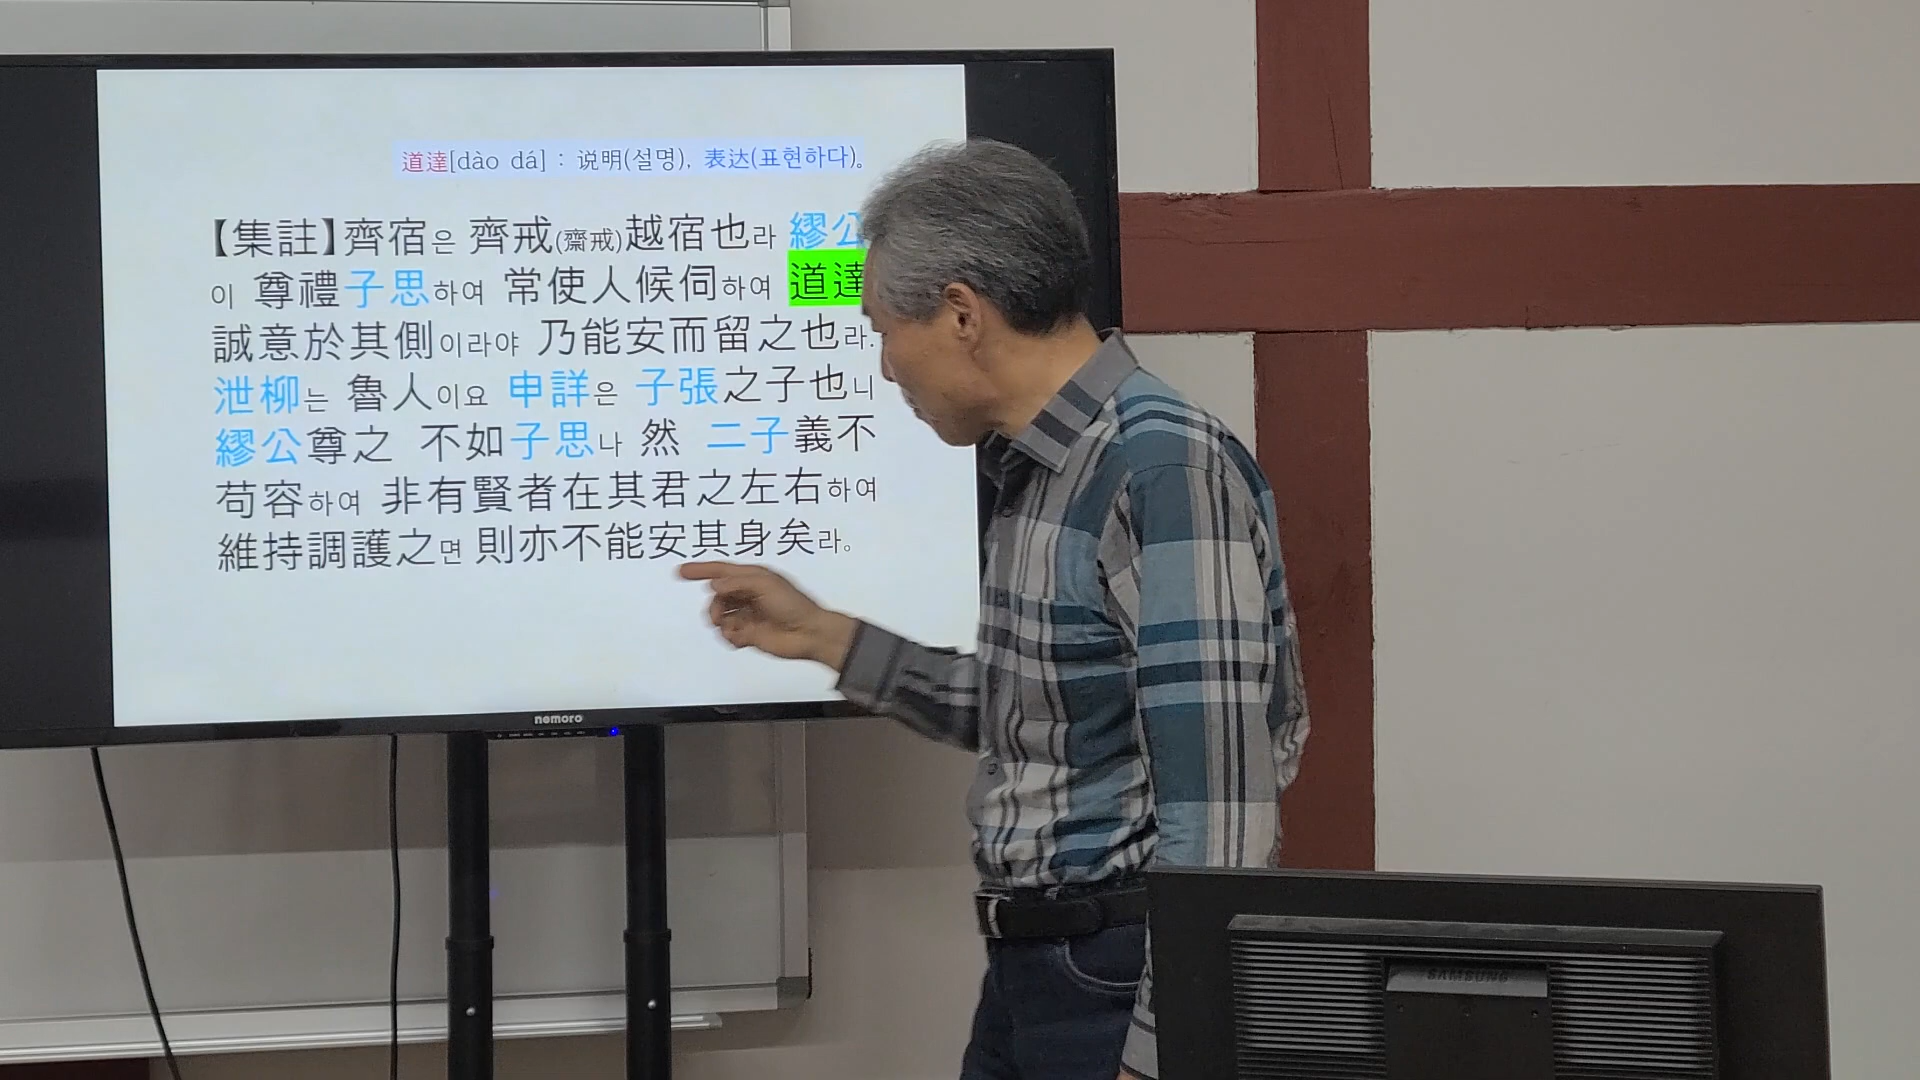 道達[dào dá] : 说明(설명), 表达(표현하다)。
【集註】齊宿은 齊戒(齋戒)越宿也라 繆公
이 尊禮子思하여 常使人候伺하여 道達
誠意於其側이라야 乃能安而留之也라.
泄柳는 魯人이요 申詳은 子張之子也니
繆公尊之 不如子思나 然 二子義不
苟容하여 非有賢者在其君之左右하여
維持調護之면 則亦不能安其身矣라。
nemoro
SAMSUNG